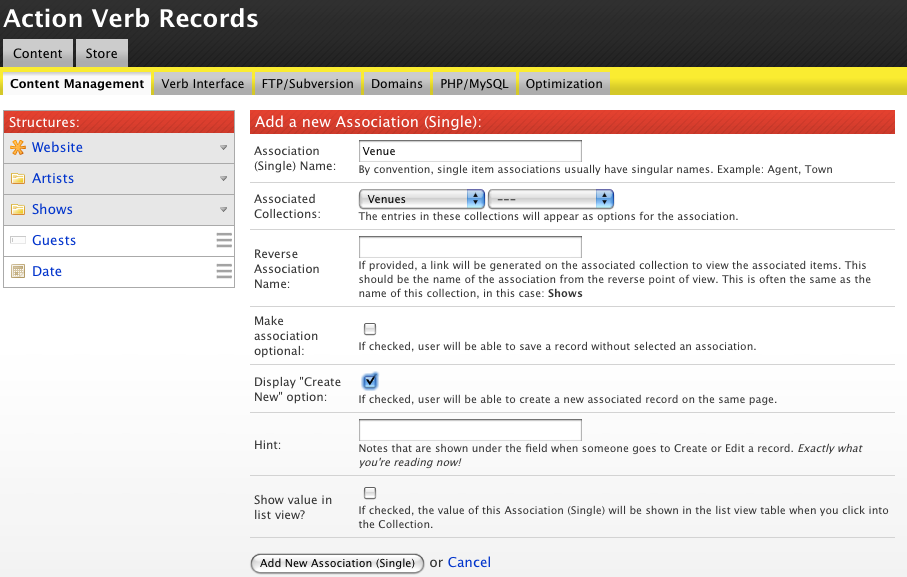 Action Verb Records
Content
Store
Content Management
Verb Interface
FTP/Subversion
Domains
PHP/MySQL
Optimization
Structures:
Website
Artists
Shows
Guests
Date
Add a new Association (Single):
Association
(Single) Name:
Venue
By convention, single item associations usually have singular names. Example: Agent, Town
Associated
Collections:
Venues
---
The entries in these collections will appear as options for the association.
Reverse
Association
Name:
If provided, a link will be generated on the associated collection to view the associated items. This
should be the name of the association from the reverse point of view. This is often the same as the
name of this collection, in this case: Shows
Make
association
optional:
If checked, user will be able to save a record without selected an association.
Display "Create
New" option:
If checked, user will be able to create a new associated record on the same page.
Hint:
Notes that are shown under the field when someone goes to Create or Edit a record. Exactly what
you're reading now!
Show value in
list view?
If checked, the value of this Association (Single) will be shown in the list view table when you click into
the Collection.
Add New Association (Single) or Cancel